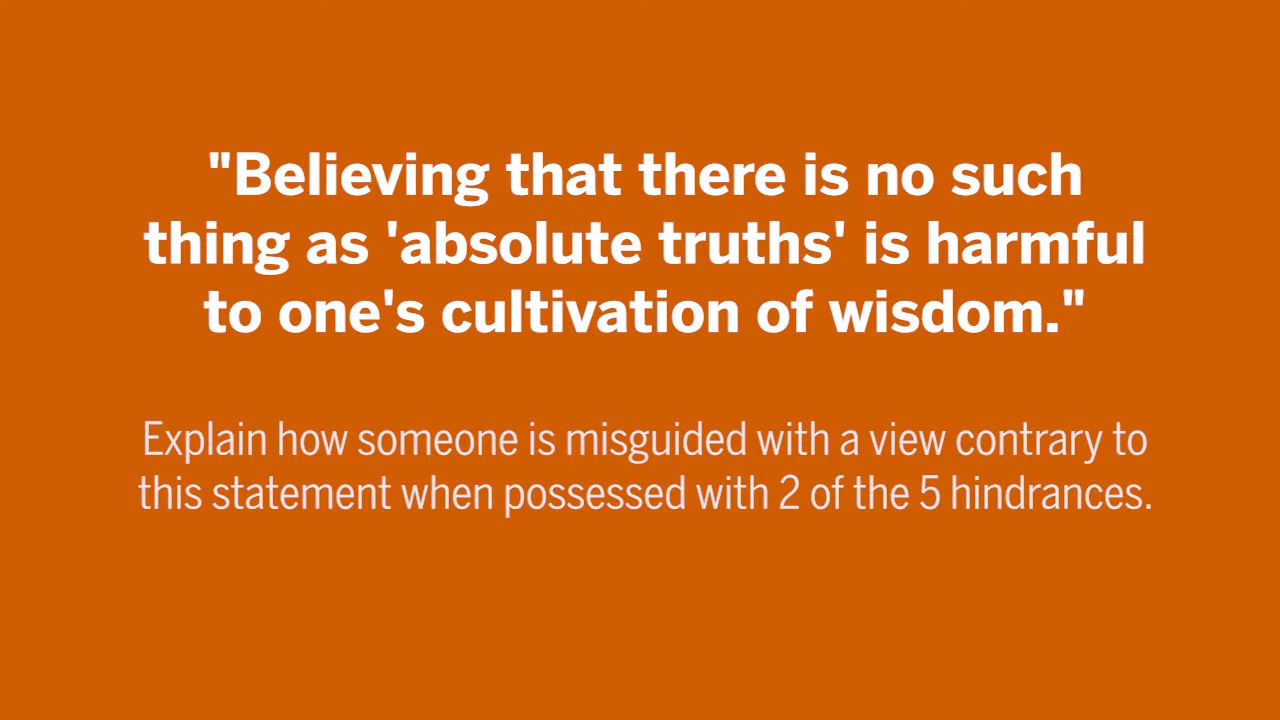 "Believing that there is no such
thing as 'absolute truths' is harmful
to one's cultivation of wisdom."
Explain how someone is misguided with a view contrary to
this statement when possessed with 2 of the 5 hindrances.